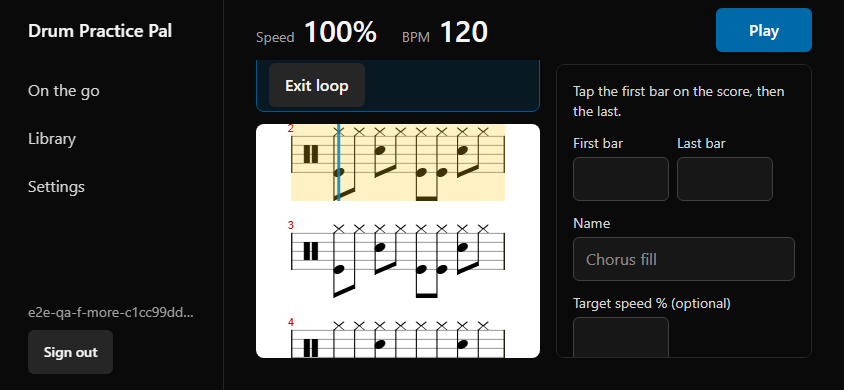 Drum Practice Pal
On the go
Library
Settings
e2e-qa-f-more-c1cc99dd...
Sign out
Speed 100% BPM 120
Play
Exit loop
2
3
4
Tap the first bar on the score, then
the last.
First bar Last bar
Name
Chorus fill
Target speed % (optional)